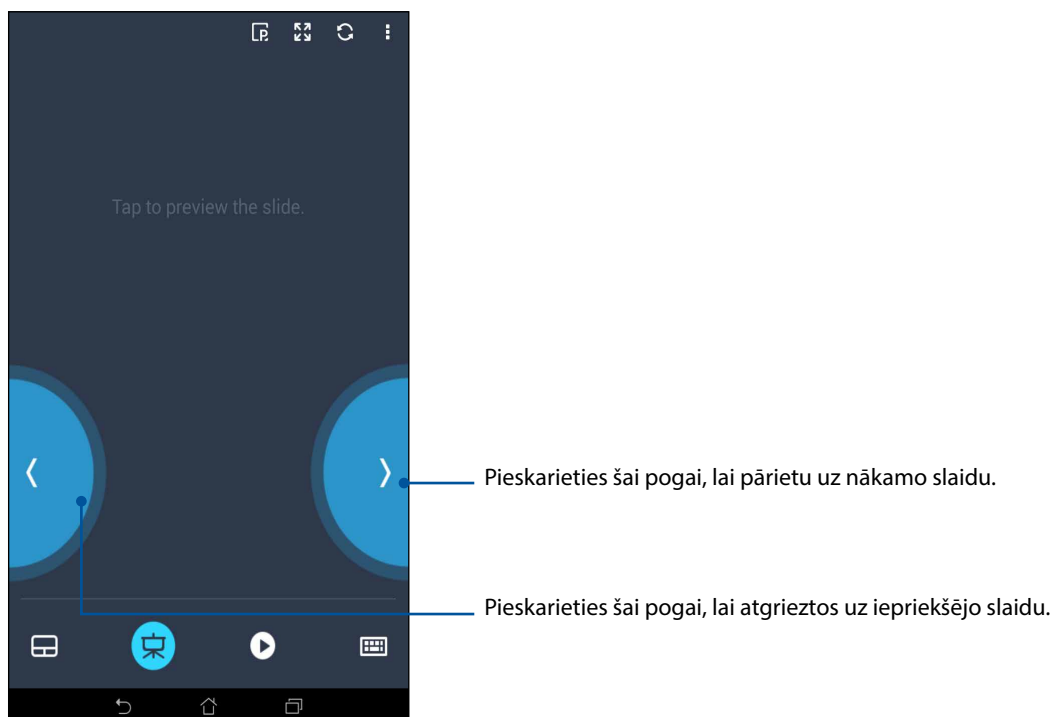 Tap to preview the slide.
Pieskarieties šai pogai, lai pārietu uz nākamo slaidu.
Pieskarieties šai pogai, lai atgrieztos uz iepriekšējo slaidu.